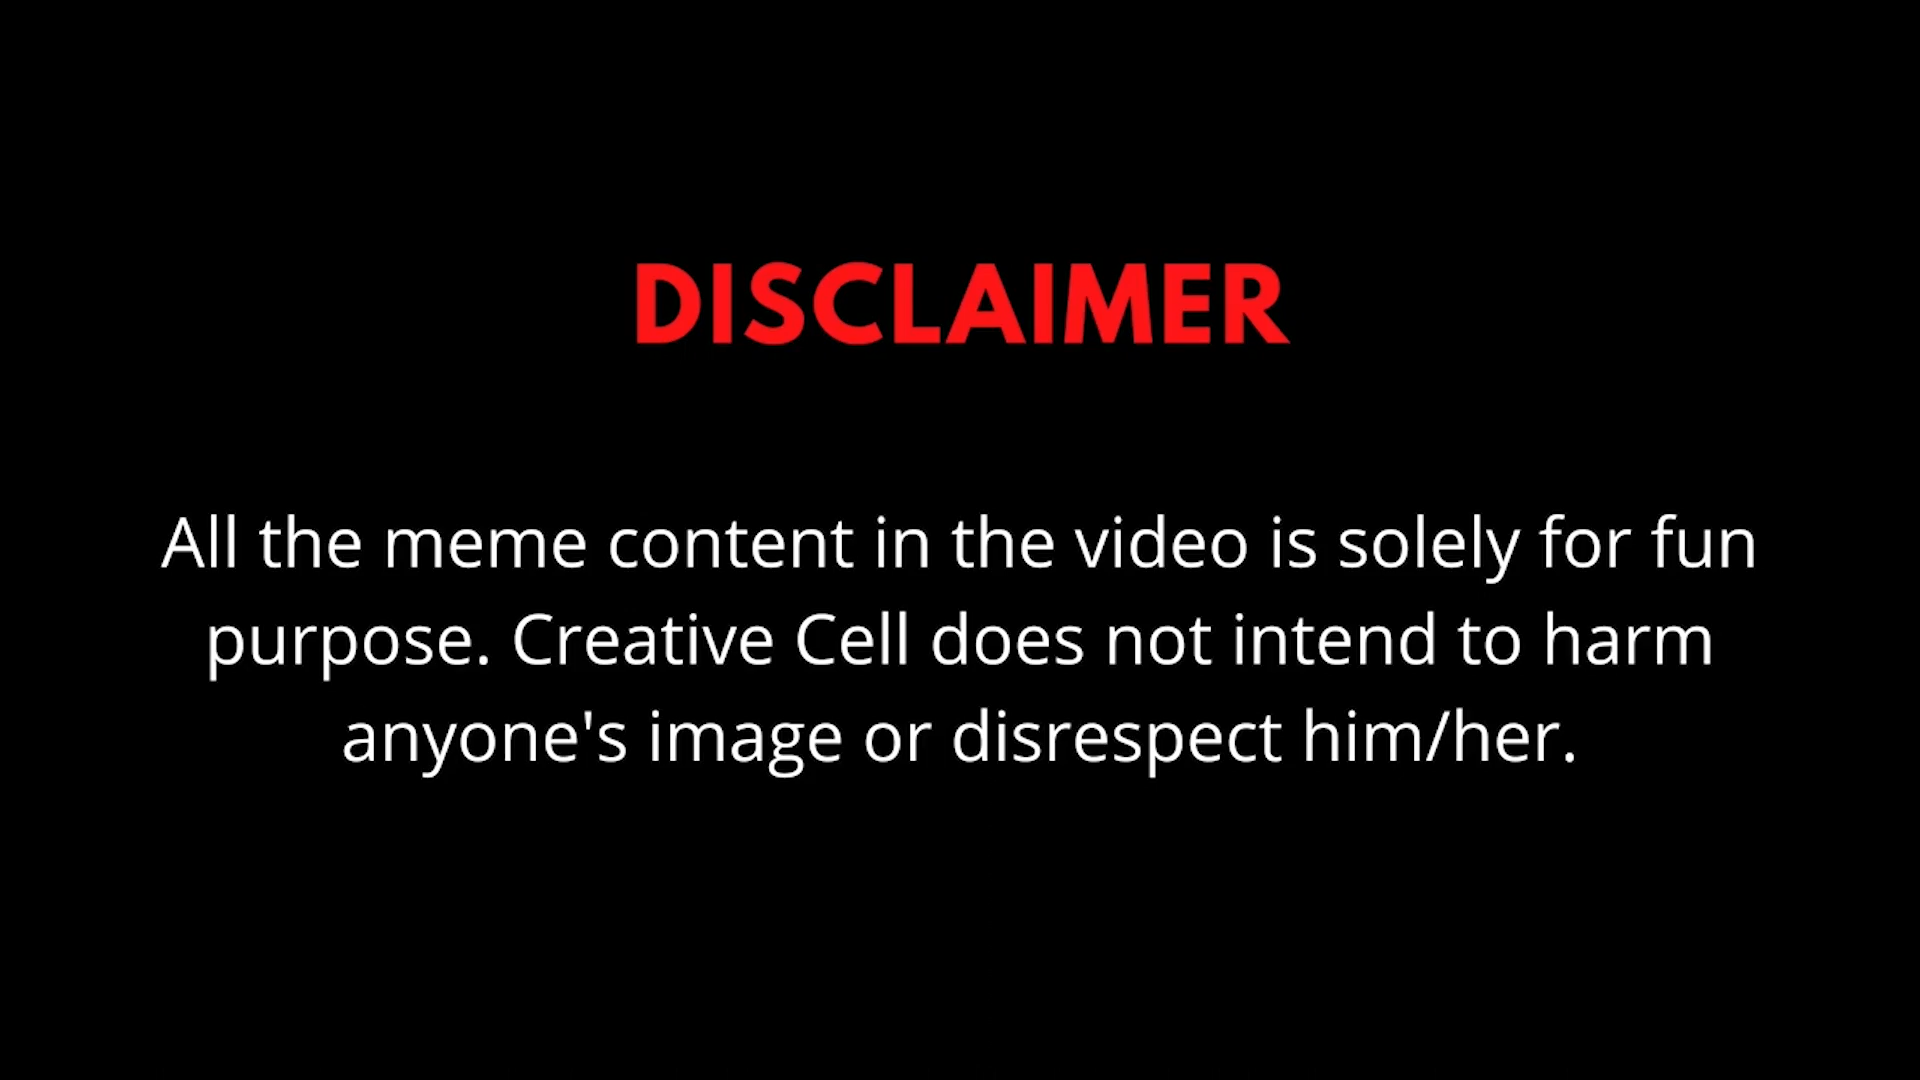 DISCLAIMER
All the meme content in the video is solely for fun
purpose. Creative Cell does not intend to harm
anyone's image or disrespect him/her.